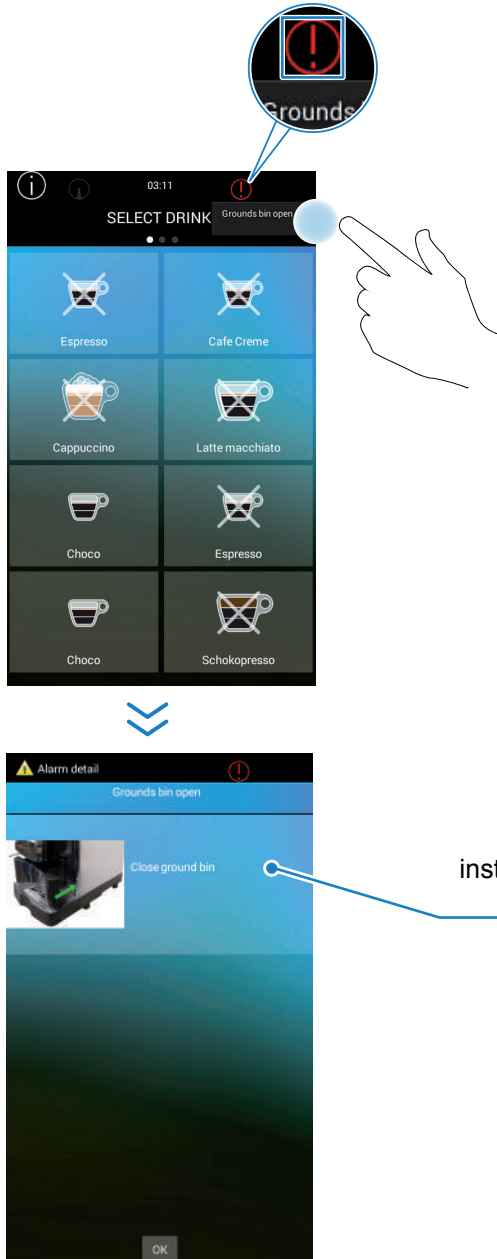 Grounds
03:11
SELECT DRINK
Grounds bin open
Espresso
Cafe Creme
Cappuccino
Latte macchiato
Choco
Espresso
Choco
Schokopresso
Alarm detail
Grounds bin open
Close ground bin
inst
OK